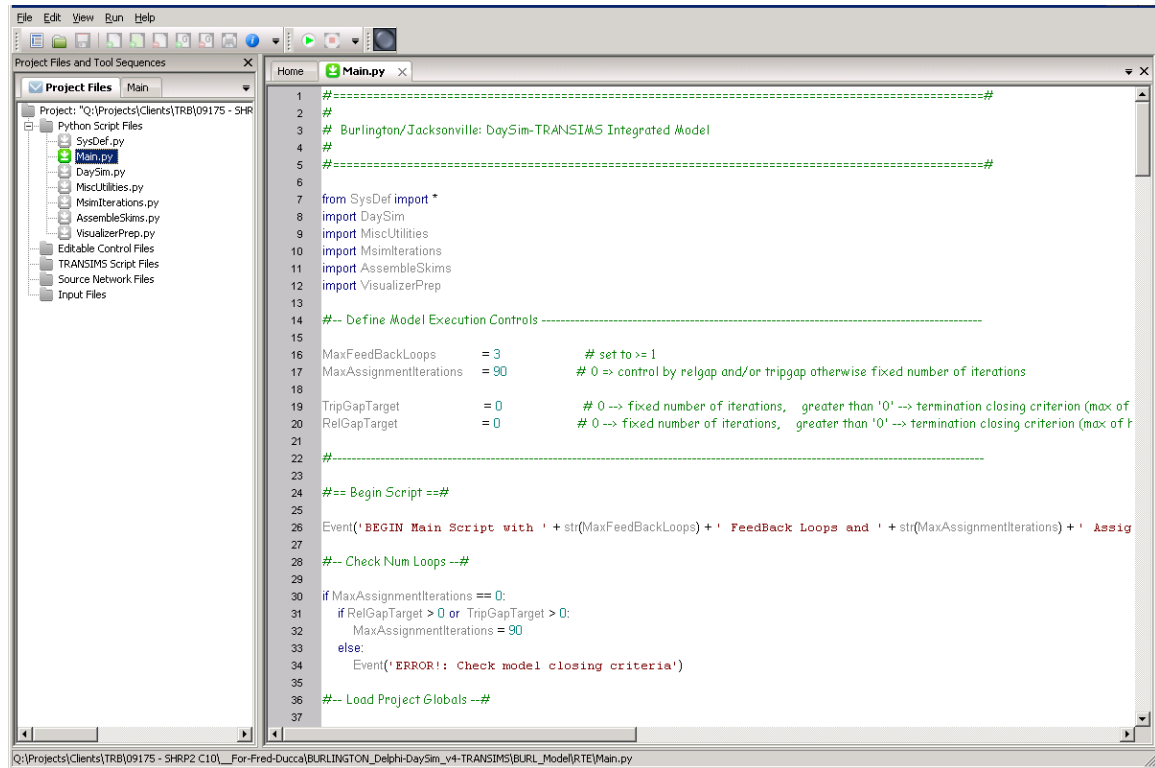 File Edit View Run Help
Project Files and Tool Sequences
Project Files Main
Project: "Q:\Projects\Clients\TRB\09175 - SHR
Python Script Files
SysDef.py
Main.py
DaySim.py
MiscUtilities.py
MsimIterations.py
AssembleSkims.py
VisualizerPrep.py
Editable Control Files
TRANSIMS Script Files
Source Network Files
Input Files
Home Main.py
1 #==============================================================================#
2 #
3 # Burlington/Jacksonville: DaySim-TRANSIMS Integrated Model
4 #
5 #==============================================================================#
6
7 from SysDef import *
8 import DaySim
9 import MiscUtilities
10 import MsimIterations
11 import AssembleSkims
12 import VisualizerPrep
13
14 #-- Define Model Execution Controls ------------------------------------------------------------
15
16 MaxFeedBackLoops = 3 # set to >= 1
17 MaxAssignmentIterations = 90 # 0 => control by relgap and/or tripgap otherwise fixed number of iterations
18
19 TripGapTarget = 0 # 0 --> fixed number of iterations, greater than '0' --> termination closing criterion (max of
20 RelGapTarget = 0 # 0 --> fixed number of iterations, greater than '0' --> termination closing criterion (max of h
21
22 #------------------------------------------------------------------------------------------
23
24 #== Begin Script ==#
25
26 Event('BEGIN Main Script with ' + str(MaxFeedBackLoops) + ' FeedBack Loops and ' + str(MaxAssignmentIterations) + ' Assig
27
28 #-- Check Num Loops --#
29
30 if MaxAssignmentIterations == 0:
31 if RelGapTarget > 0 or TripGapTarget > 0:
32 MaxAssignmentIterations = 90
33 else:
34 Event('ERROR!: Check model closing criteria')
35
36 #-- Load Project Globals --#
37
Q:\Projects\Clients\TRB\09175 - SHRP2 C10\__For-Fred-Ducca\BURLINGTON_Delphi-DaySim_v4-TRANSIMS\BURL_Model\RTE\Main.py